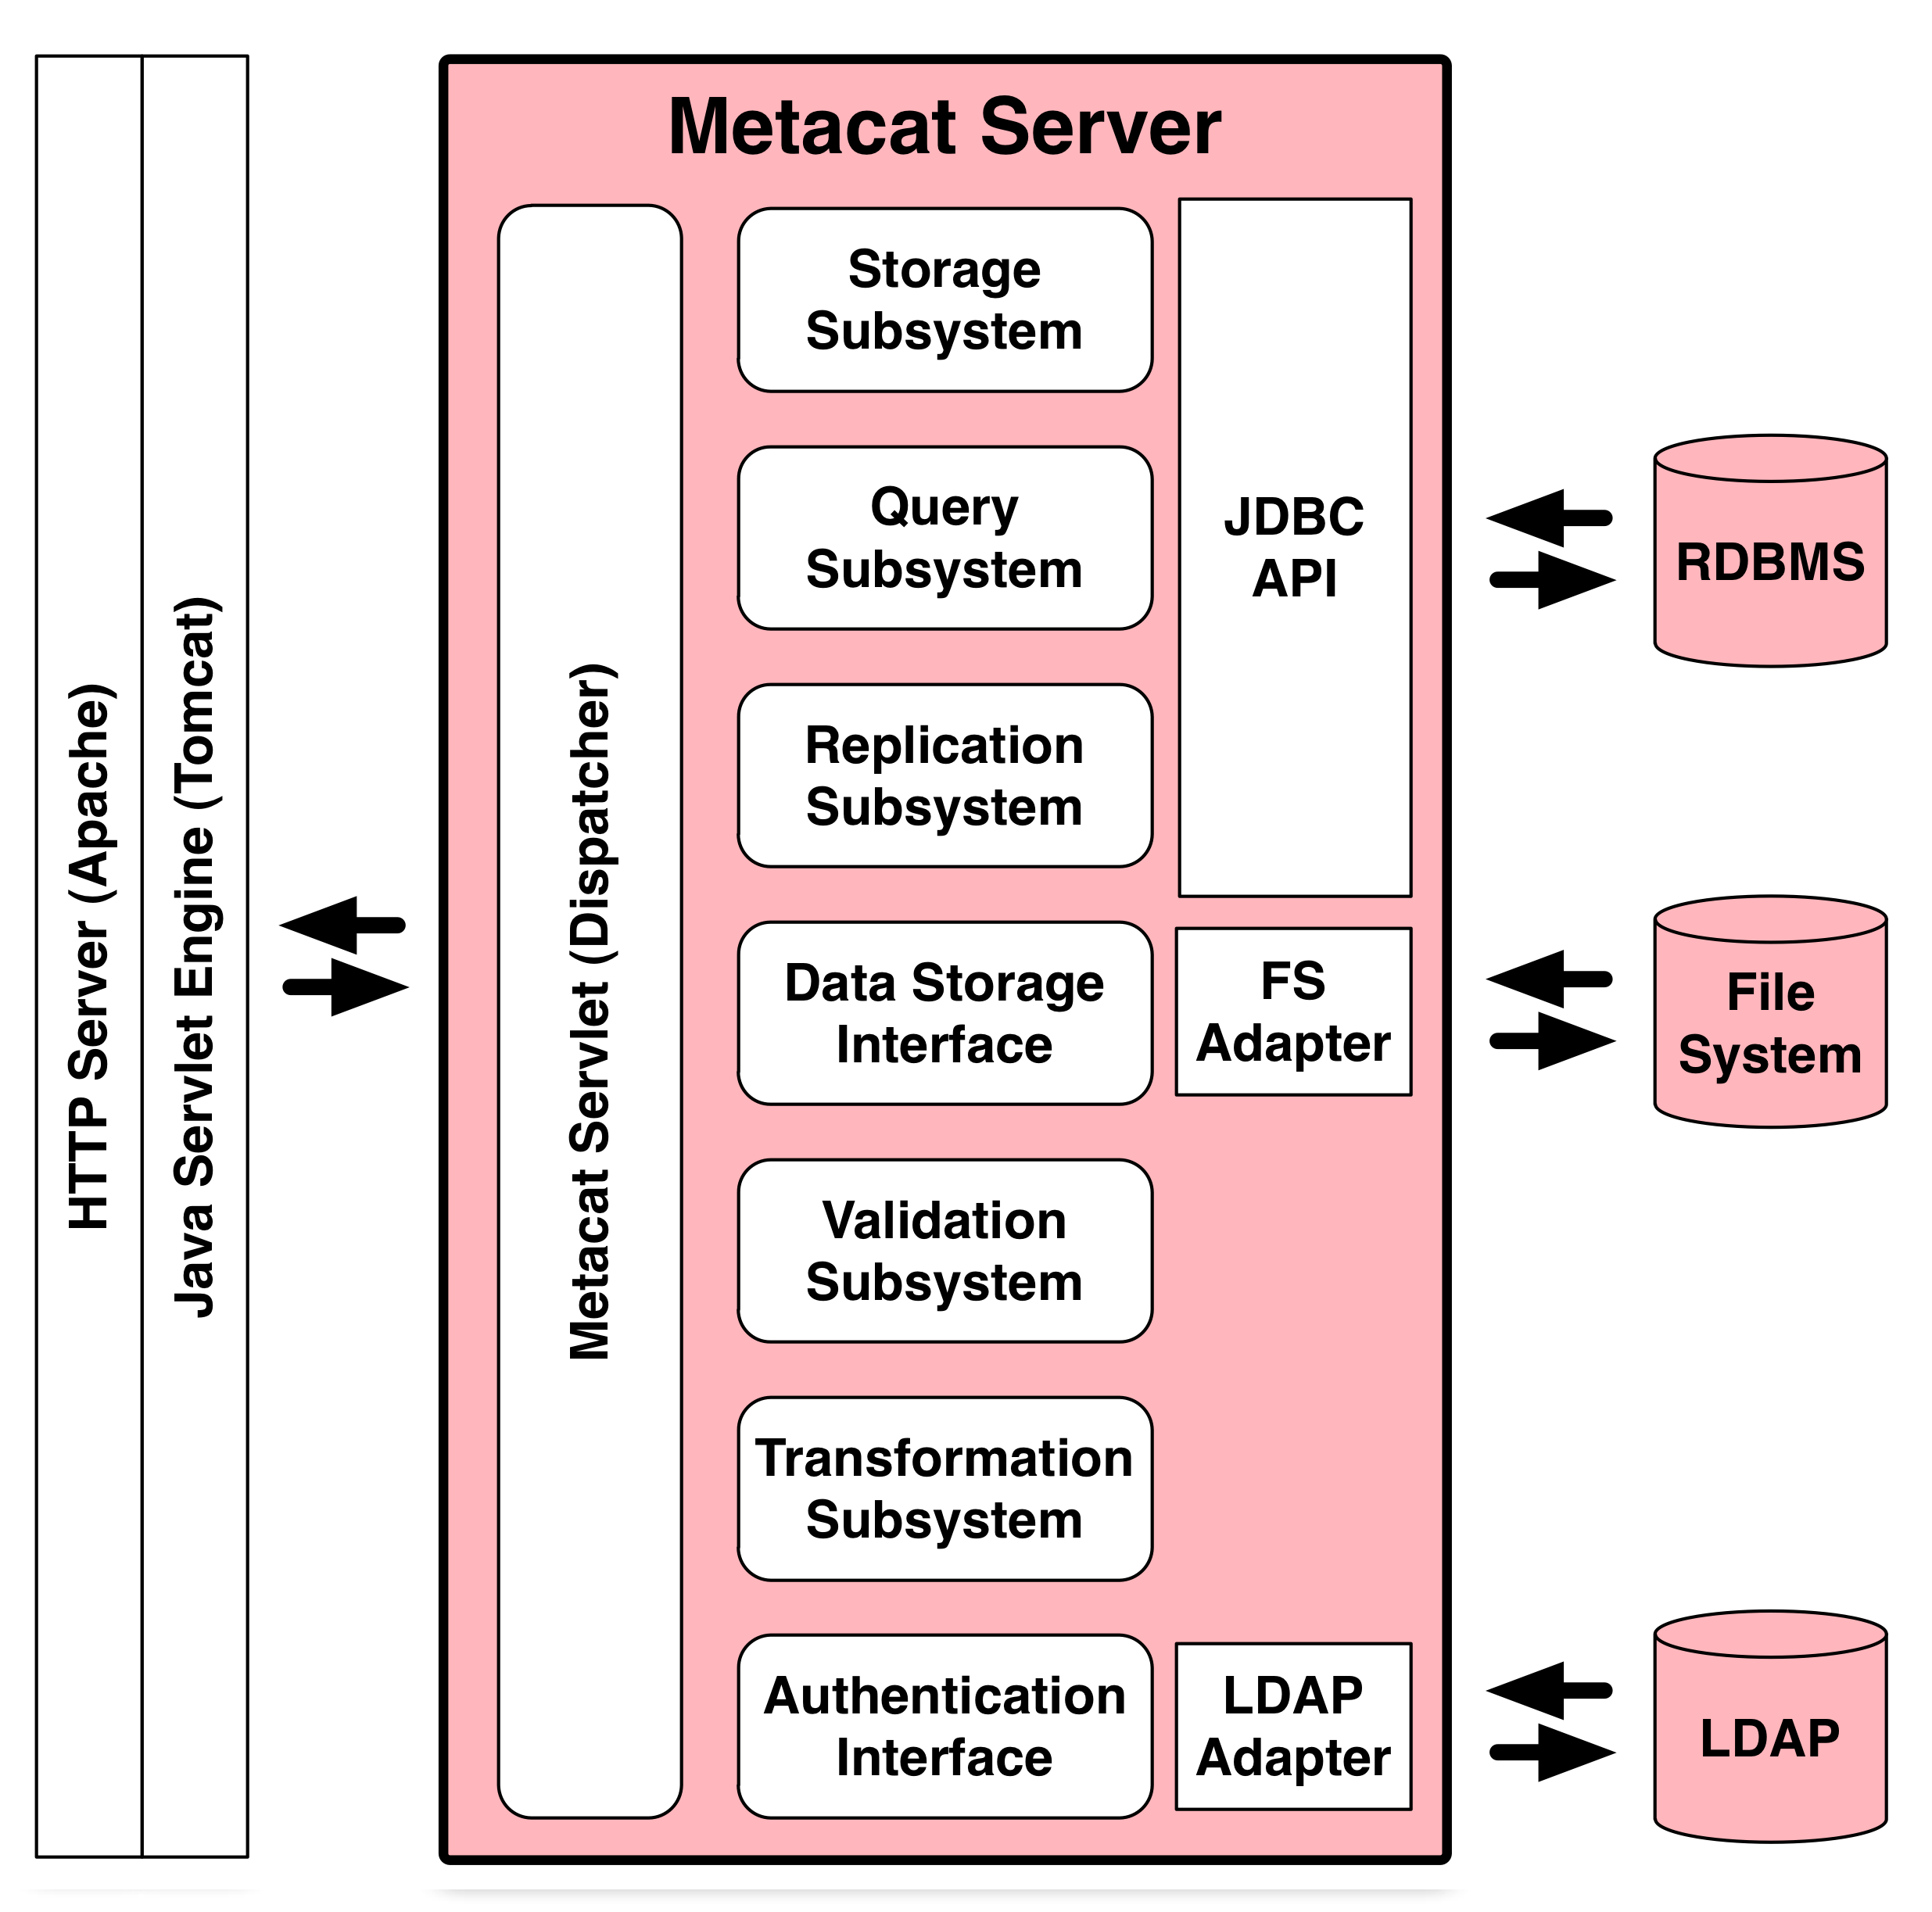 HTTP Server (Apache)
Java Servlet Engine (Tomcat)
Metacat Server
Metacat Servlet (Dispatcher)
Storage
Subsystem
Query
Subsystem
Replication
Subsystem
Data Storage
Interface
Validation
Subsystem
Transformation
Subsystem
Authentication
Interface
JDBC
API
FS
Adapter
LDAP
Adapter
RDBMS
File
System
LDAP